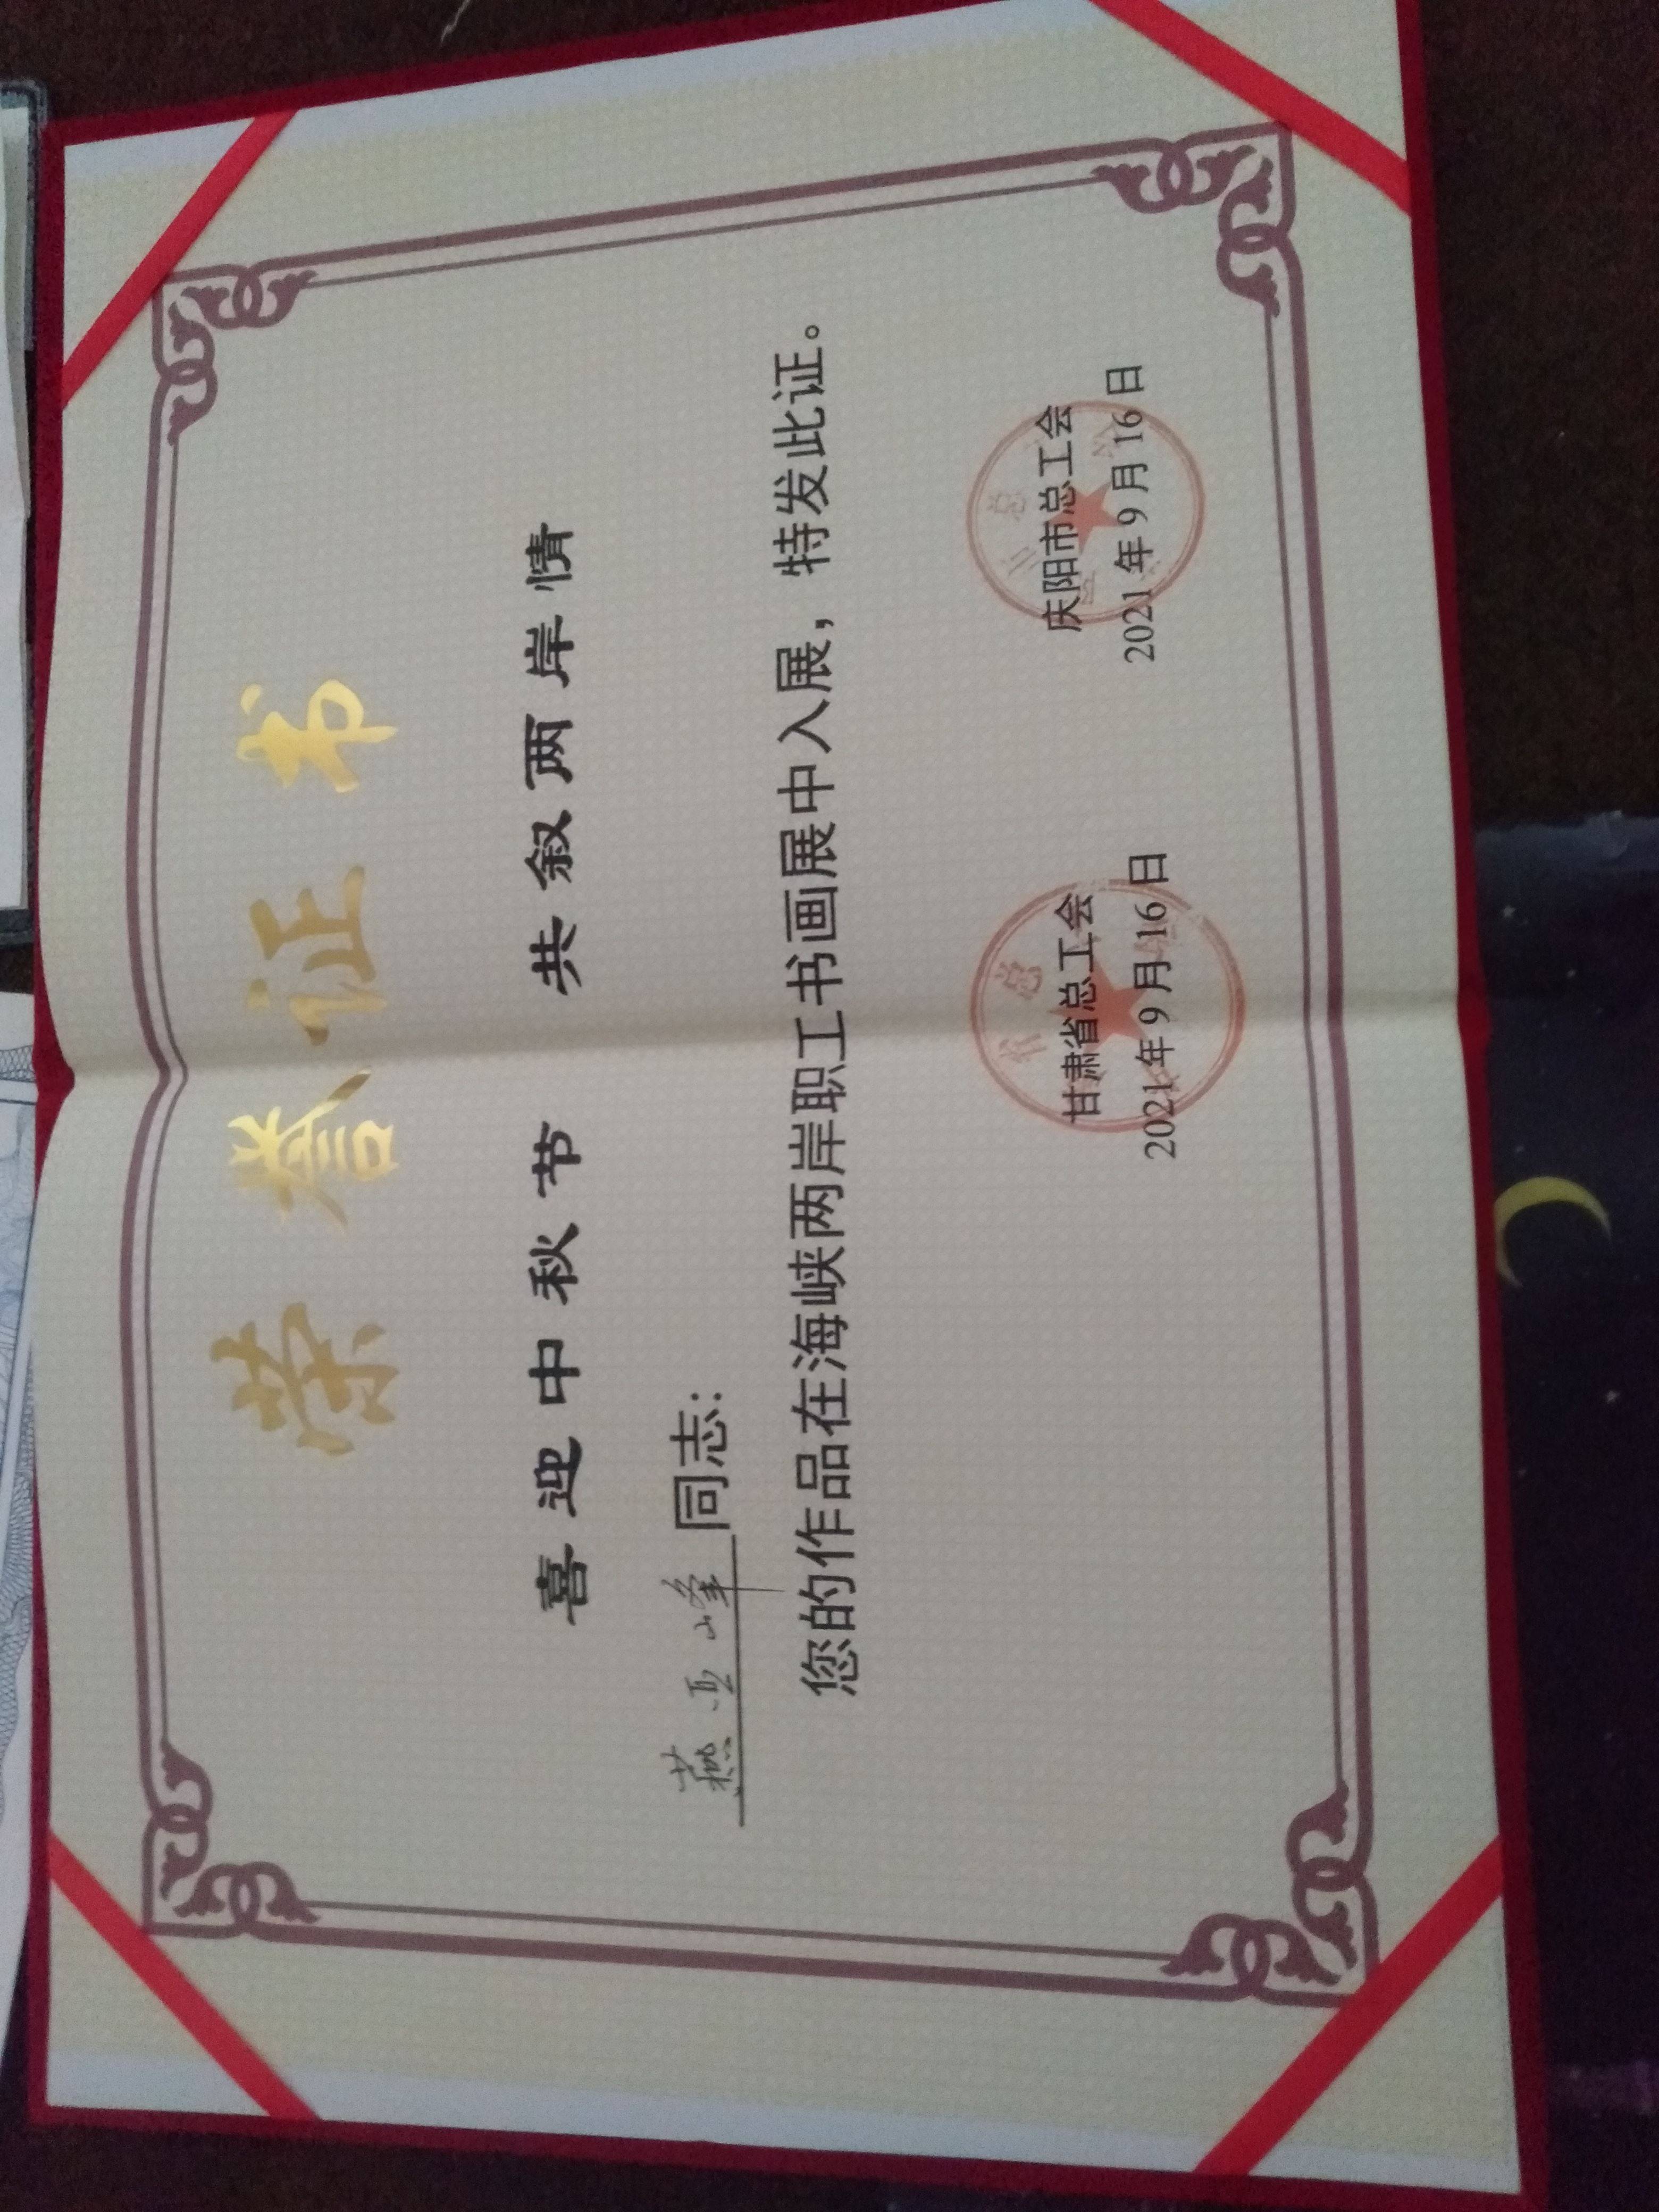 荣誉证书
喜迎中秋节 共叙两岸情
燕亚峰同志：
您的作品在海峡两岸职工书画展中入展，特发此证。
甘肃省总工会 庆阳市总工会
2021年9月16日 2021年9月16日